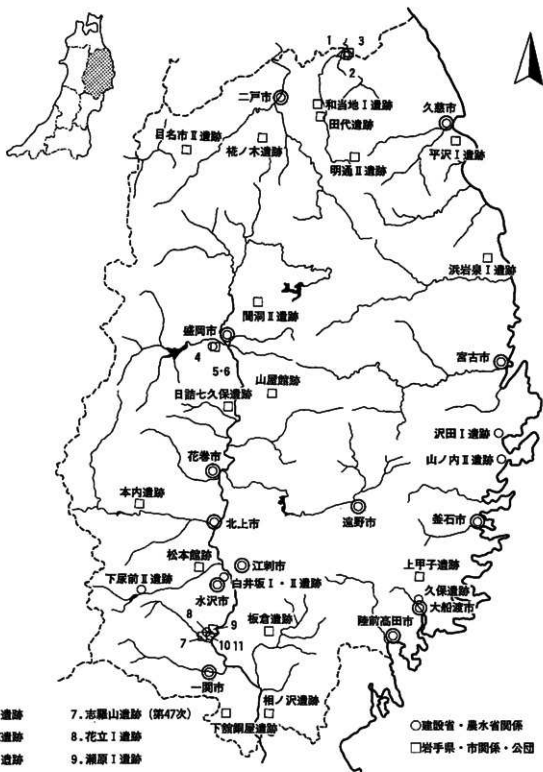 1
3
2
二戸市
和当地Ⅰ遺跡
田代遺跡
久慈市
目名市Ⅱ遺跡
椛ノ木遺跡
明通Ⅱ遺跡
平沢Ⅰ遺跡
浜岩泉Ⅰ遺跡
間洞Ⅱ遺跡
盛岡市
4
5・6
宮古市
山屋館跡
日詰七久保遺跡
沢田Ⅰ遺跡
山ノ内Ⅱ遺跡
花巻市
本内遺跡
北上市
遠野市
釜石市
松本館跡
江刺市
上甲子遺跡
下尿前Ⅱ遺跡
白井坂Ⅰ・Ⅱ遺跡
久保遺跡
水沢市
大船渡市
8
9
板倉遺跡
陸前高田市
7
10 11
一関市
相ノ沢遺跡
下館銅屋遺跡
遺跡
7. 志羅山遺跡 (第47次)
○建設省・農水省関係
遺跡
8. 花立Ⅰ遺跡
□岩手県・市関係・公団
遺跡
9. 瀬原Ⅰ遺跡